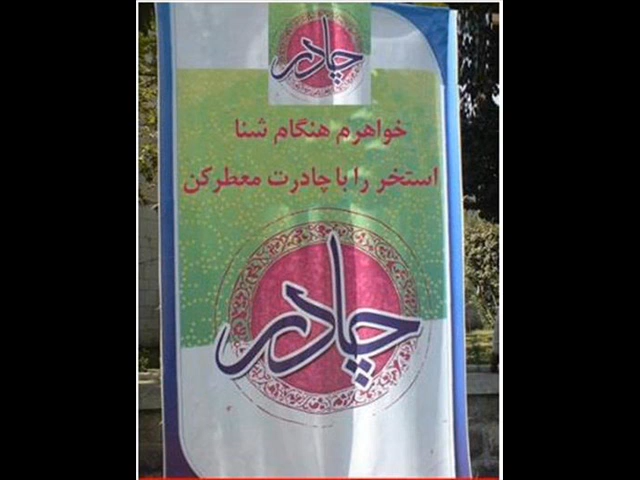 چادر
خواهرم هنگام شنا
استخر را با چادرت معطر کن
چادر